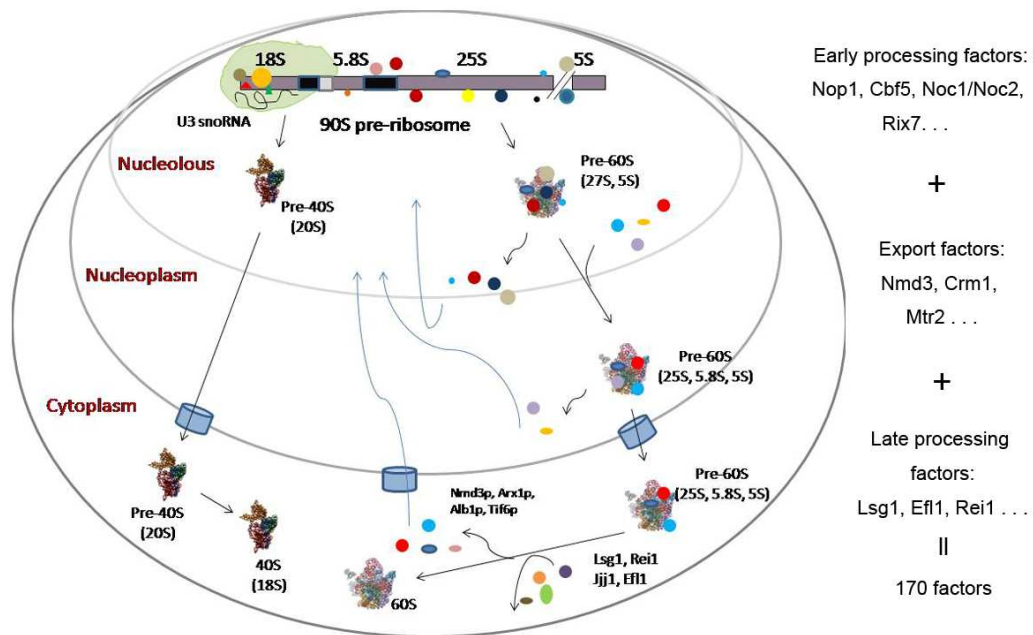 18S
5.8S
25S
5S
U3 snoRNA
90S pre-ribosome
Nucleolous
Pre-40S
(20S)
Pre-60S
(27S, 5S)
Nucleoplasm
Pre-60S
(25S, 5.8S, 5S)
Cytoplasm
Pre-40S
(20S)
40S
(18S)
Nmd3p, Arx1p,
Alb1p, Tif6p
Pre-60S
(25S, 5.8S, 5S)
60S
Lsg1, Rei1
Jjj1, Efl1
Early processing factors:
Nop1, Cbf5, Noc1/Noc2,
Rix7. . .
+
Export factors:
Nmd3, Crm1,
Mtr2 . . .
+
Late processing
factors:
Lsg1, Efl1, Rei1 . . .
=
170 factors